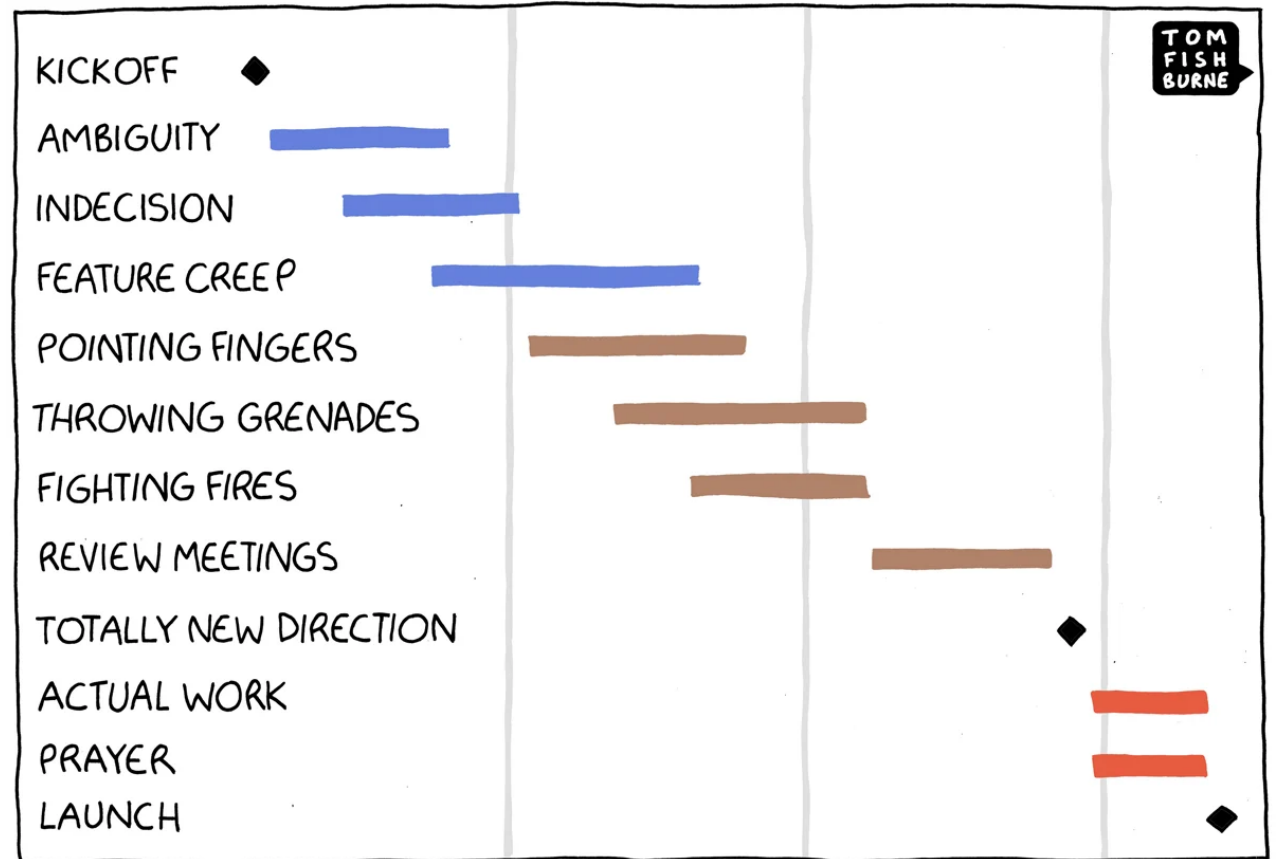 TOM
FISH
BURNE
KICKOFF
AMBIGUITY
INDECISION
FEATURE CREEP
POINTING FINGERS
THROWING GRENADES
FIGHTING FIRES
REVIEW MEETINGS
TOTALLY NEW DIRECTION
ACTUAL WORK
PRAYER
LAUNCH